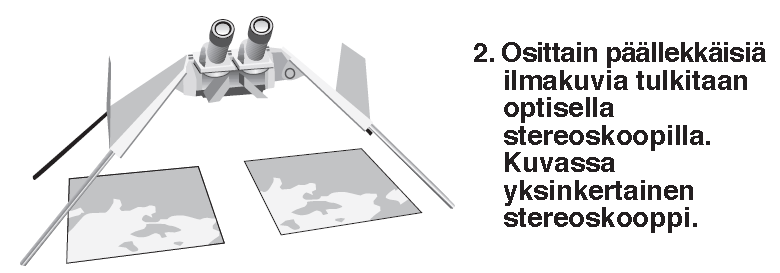 2. Osittain päällekkäisiä
ilmakuvia tulkitaan
optisella
stereoskoopilla.
Kuvassa
yksinkertainen
stereoskooppi.